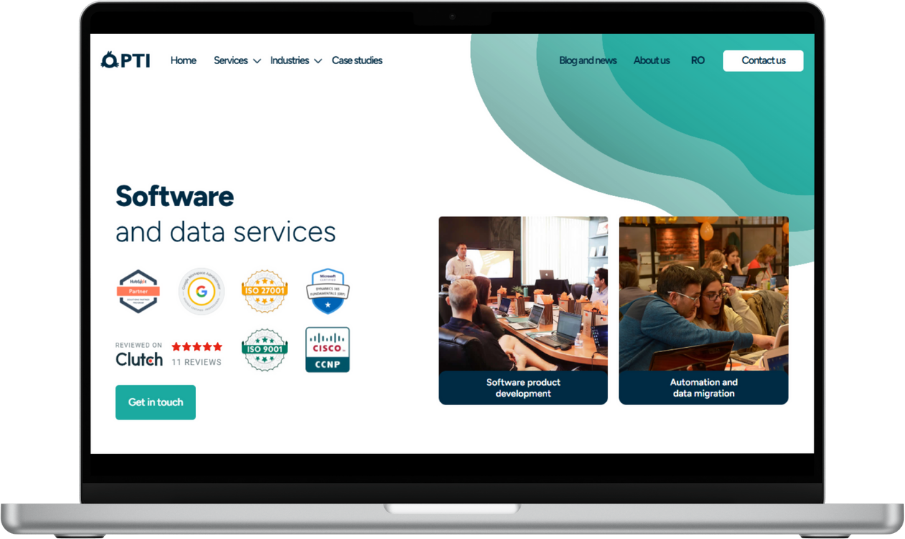 OPTI
Home
Services
Industries
Case studies
Blog and news
About us
RO
Contact us
Software
and data services
HubSpot
Partner
G
ISO 27001
Microsoft
REVIEWED ON
Clutch
11 REVIEWS
ISO 9001
CISCO
CCNP
Get in touch
Software product
development
Automation and
data migration